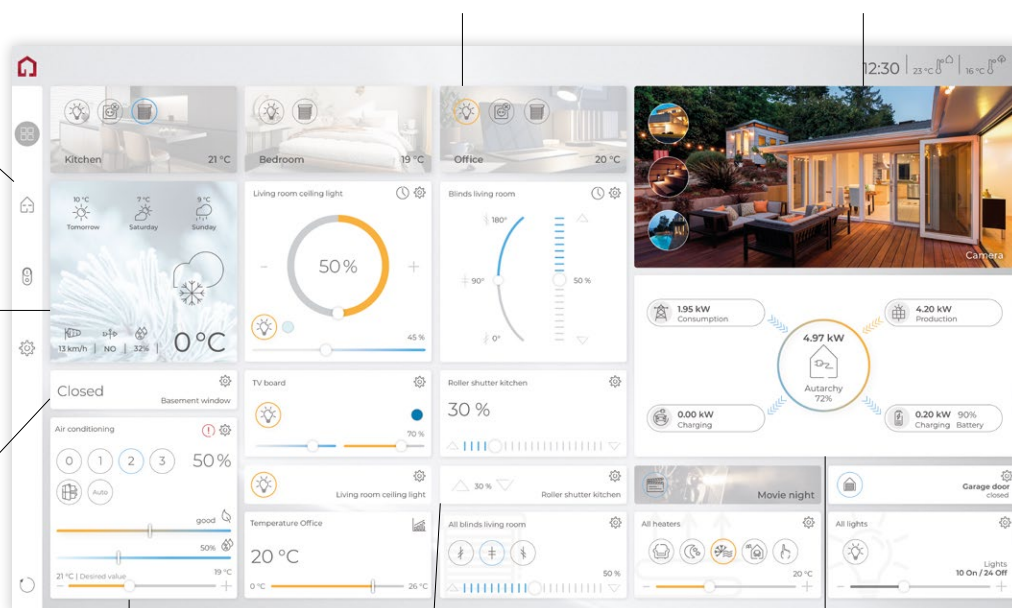 12:30 23 °C 16 °C
Kitchen 21 °C
Bedroom 19 °C
Office 20 °C
Camera
10 °C 7 °C 9 °C
Tomorrow Saturday Sunday
13 km/h | NO | 32% | 0 °C
Living room ceiling light
50%
- +
45 %
Blinds living room
180°
90°
0°
50 %
1.95 kW
Consumption
4.20 kW
Production
4.97 kW
Autarchy
72%
0.00 kW
Charging
0.20 kW 90%
Charging Battery
Closed
Basement window
TV board
70 %
Roller shutter kitchen
30 %
Air conditioning
0 1 2 3 50%
Auto
good
50%
21 °C | Desired value 19 °C
- +
Living room ceiling light
30 %
Roller shutter kitchen
Movie night
Garage door
closed
Temperature Office
20 °C
0 °C 26 °C
All blinds living room
50 %
All heaters
20 °C
- +
All lights
Lights
10 On / 24 Off
- +